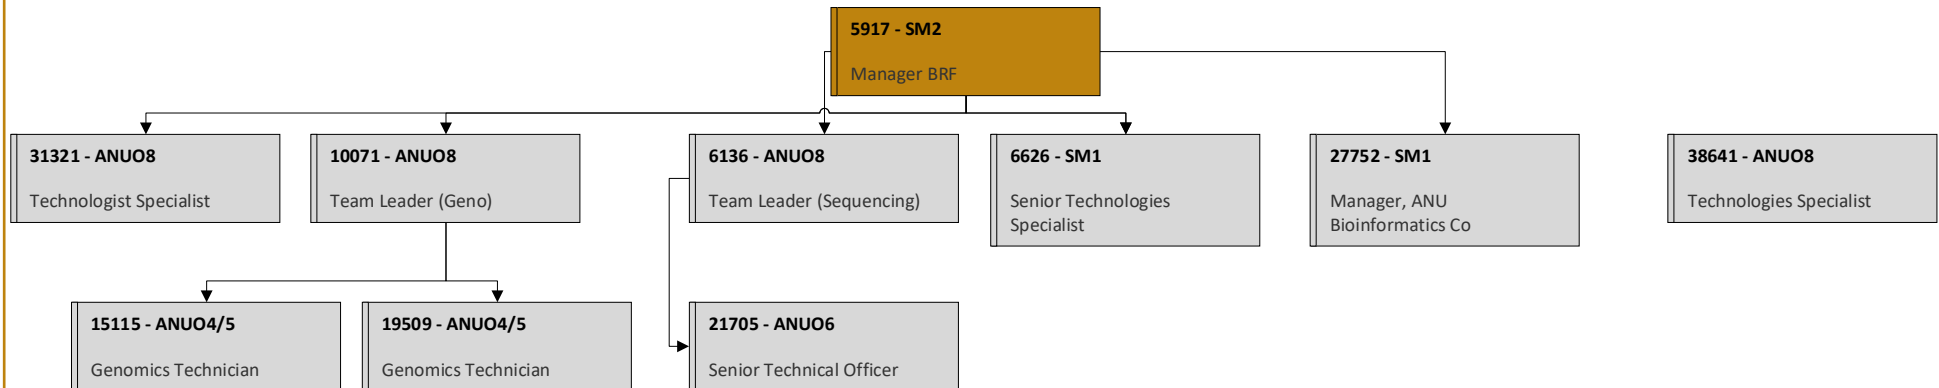 5917 - SM2
Manager BRF
31321 - ANUO8
Technologist Specialist
10071 - ANUO8
Team Leader (Geno)
6136 - ANUO8
Team Leader (Sequencing)
6626 - SM1
Senior Technologies
Specialist
27752 - SM1
Manager, ANU
Bioinformatics Co
38641 - ANUO8
Technologies Specialist
15115 - ANUO4/5
Genomics Technician
19509 - ANUO4/5
Genomics Technician
21705 - ANUO6
Senior Technical Officer